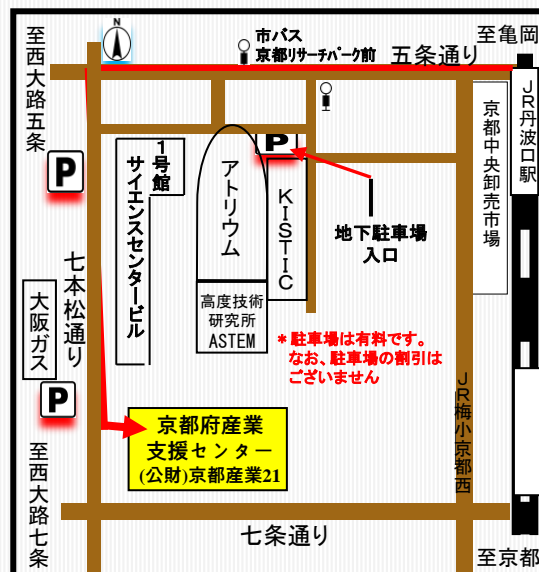 N
市バス
京都リサーチパーク前
五条通り
至亀岡
至西大路五条
JR丹波口駅
京都中央卸売市場
P
P
1号館
サイエンスセンタービル
アトリウム
KISTIC
地下駐車場
入口
七本松通り
大阪ガス
高度技術
研究所
ASTEM
*駐車場は有料です。
なお、駐車場の割引は
ございません
P
JR梅小京都西
京都府産業
支援センター
(公財)京都産業21
至西大路七条
七条通り
至京都